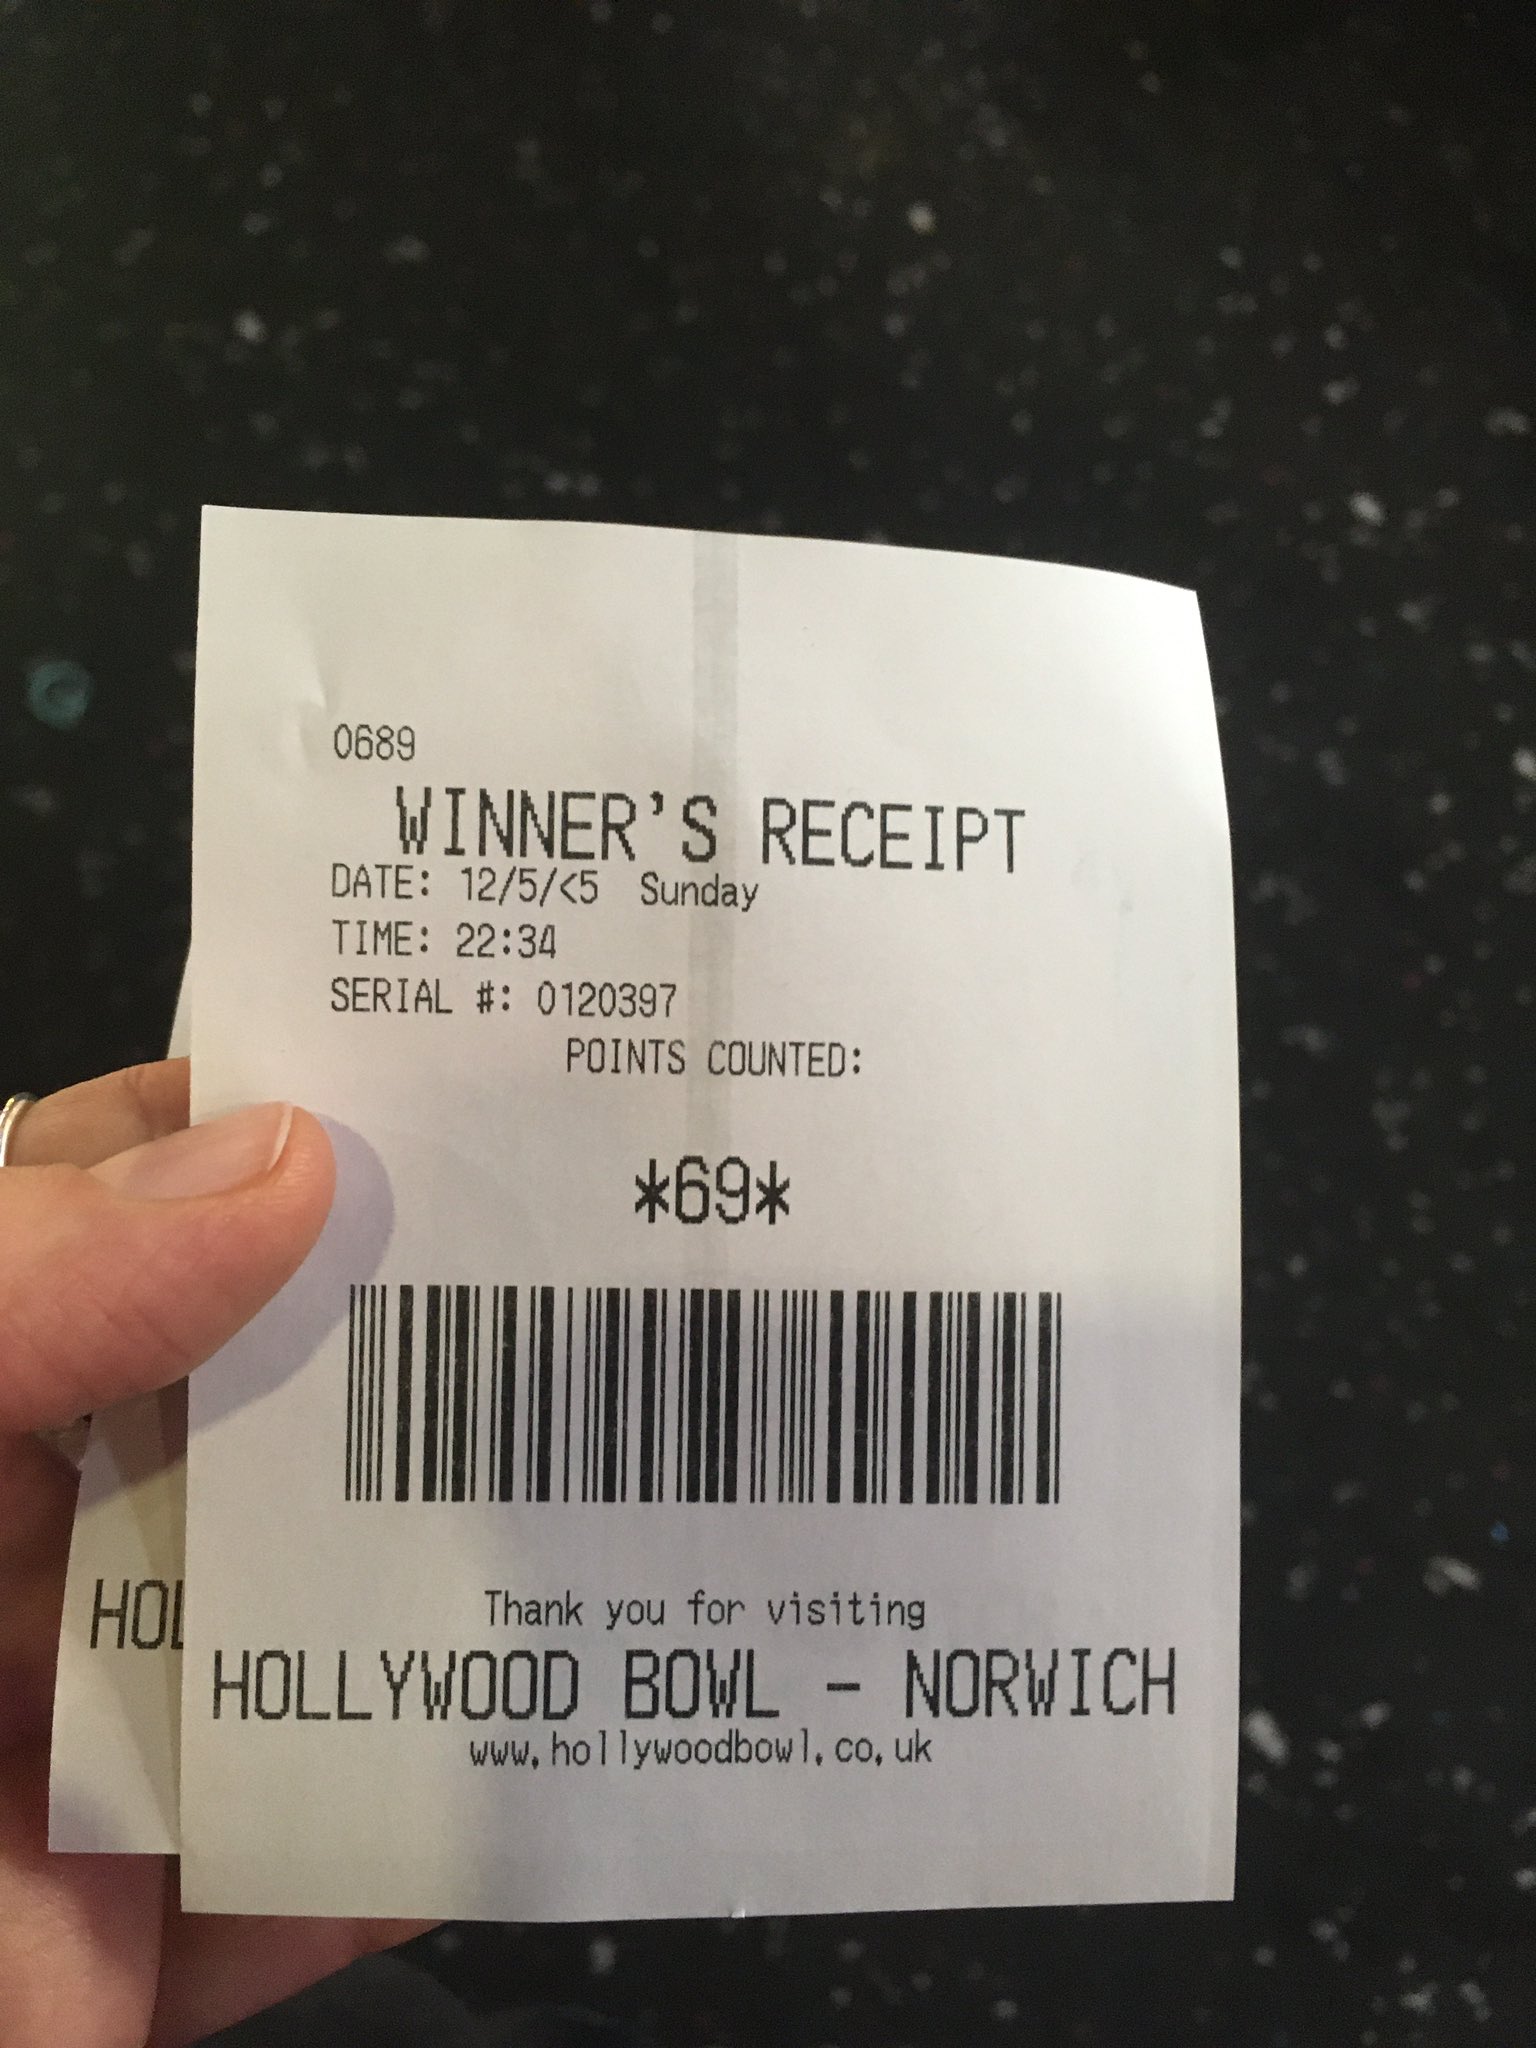 0689
WINNER'S RECEIPT
DATE: 12/5/<5 Sunday
TIME: 22:34
SERIAL #: 0120397
POINTS COUNTED:
*69*
Thank you for visiting
HOL
HOLLYWOOD BOWL - NORWICH
www.hollywoodbowl.co.uk